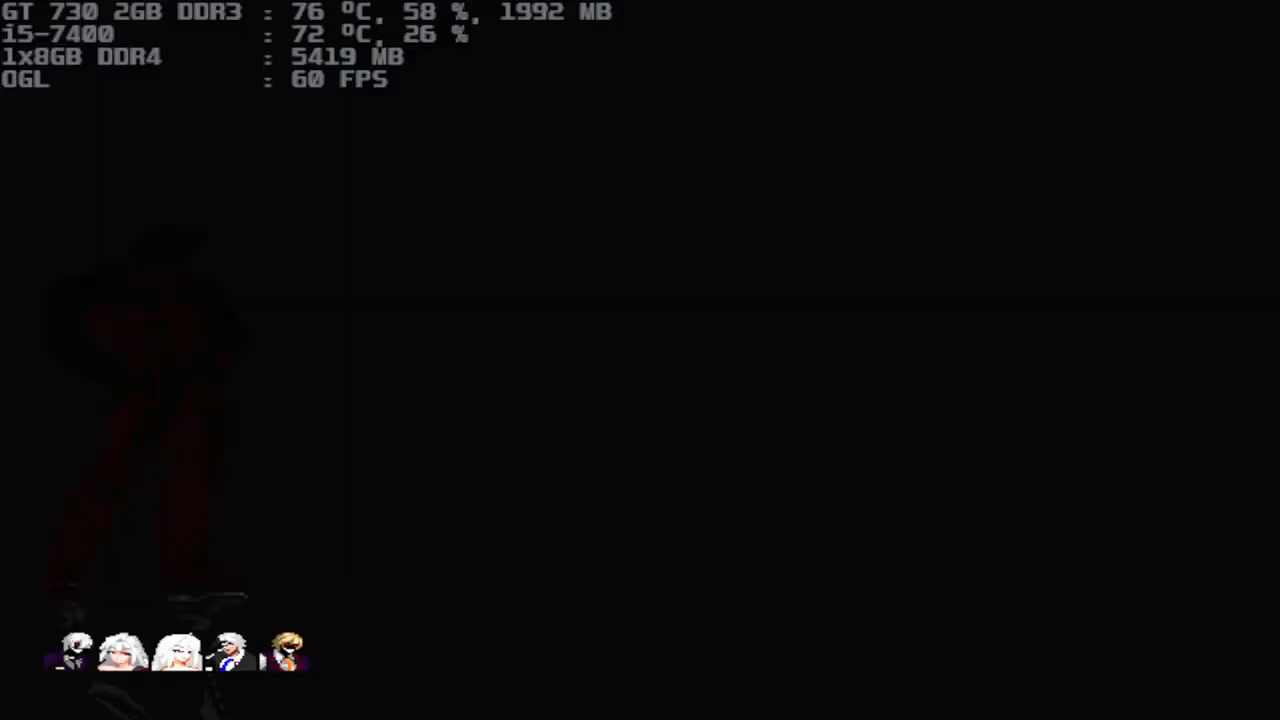 GT 730 2GB DDR3 : 76 ºC, 58 %, 1992 MB
i5-7400 : 72 ºC, 26 %
1x8GB DDR4 : 5419 MB
OGL : 60 FPS